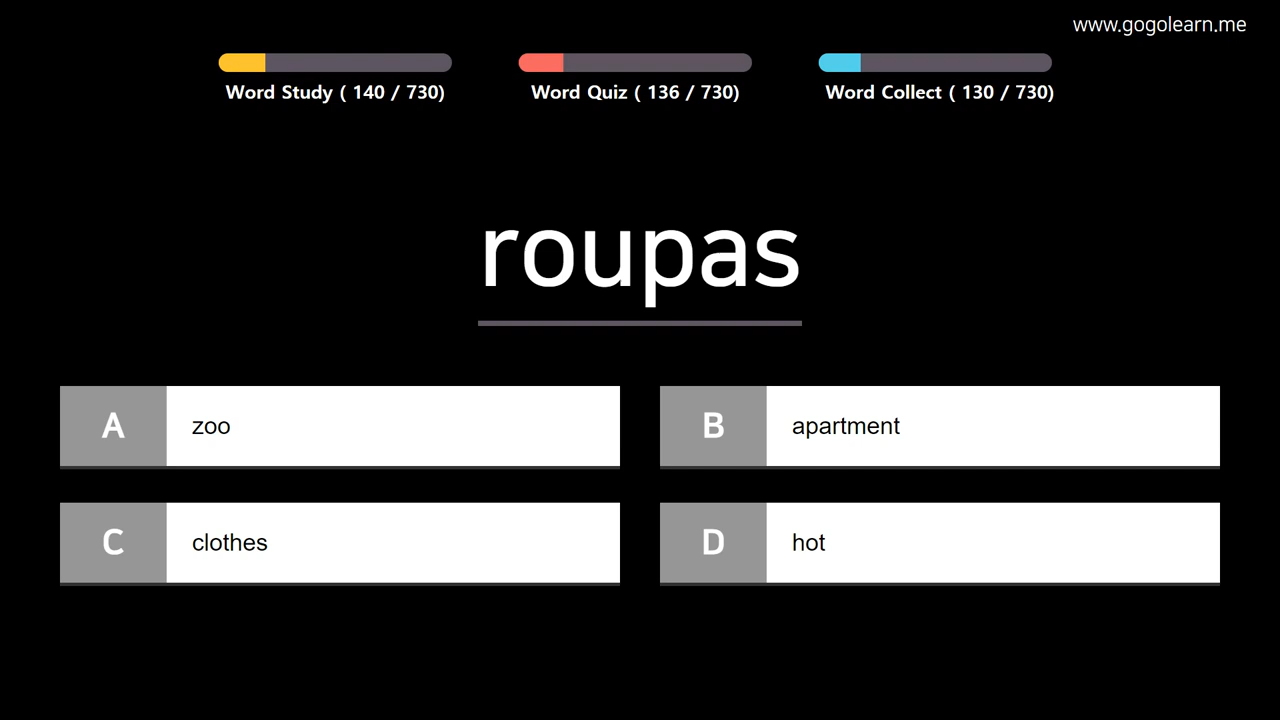 www.gogolearn.me
Word Study ( 140 / 730)
Word Quiz ( 136 / 730)
Word Collect ( 130 / 730)
roupas
A zoo
B apartment
C clothes
D hot